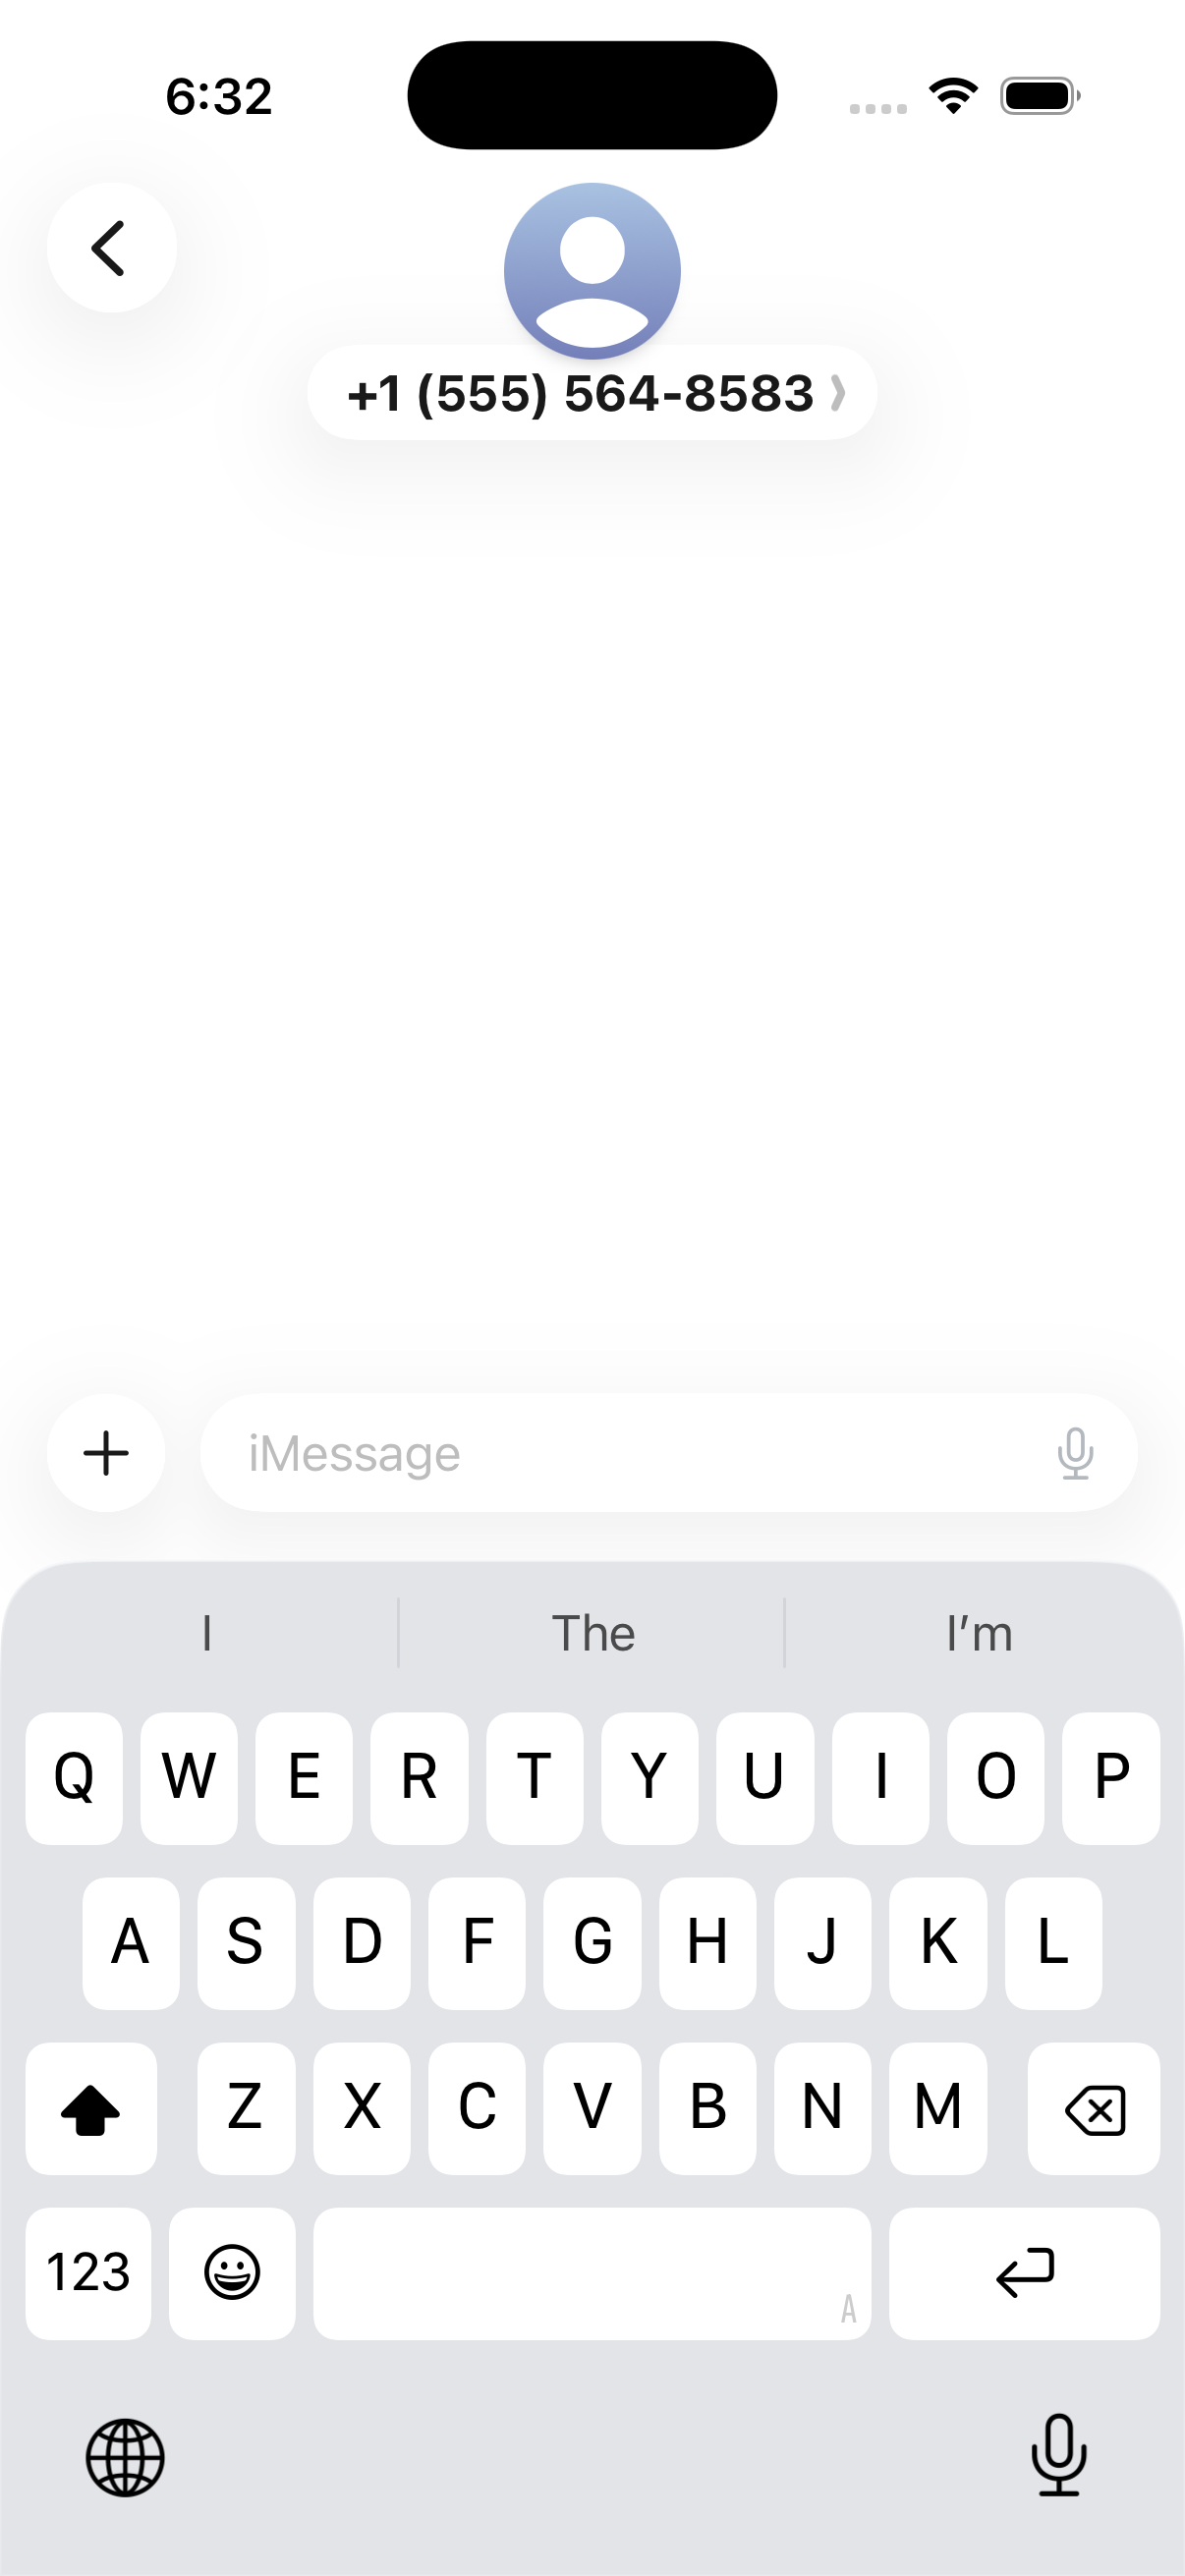 6:32
+1 (555) 564-8583
iMessage
I The I’m
Q W E R T Y U I O P
A S D F G H J K L
Z X C V B N M
123
A